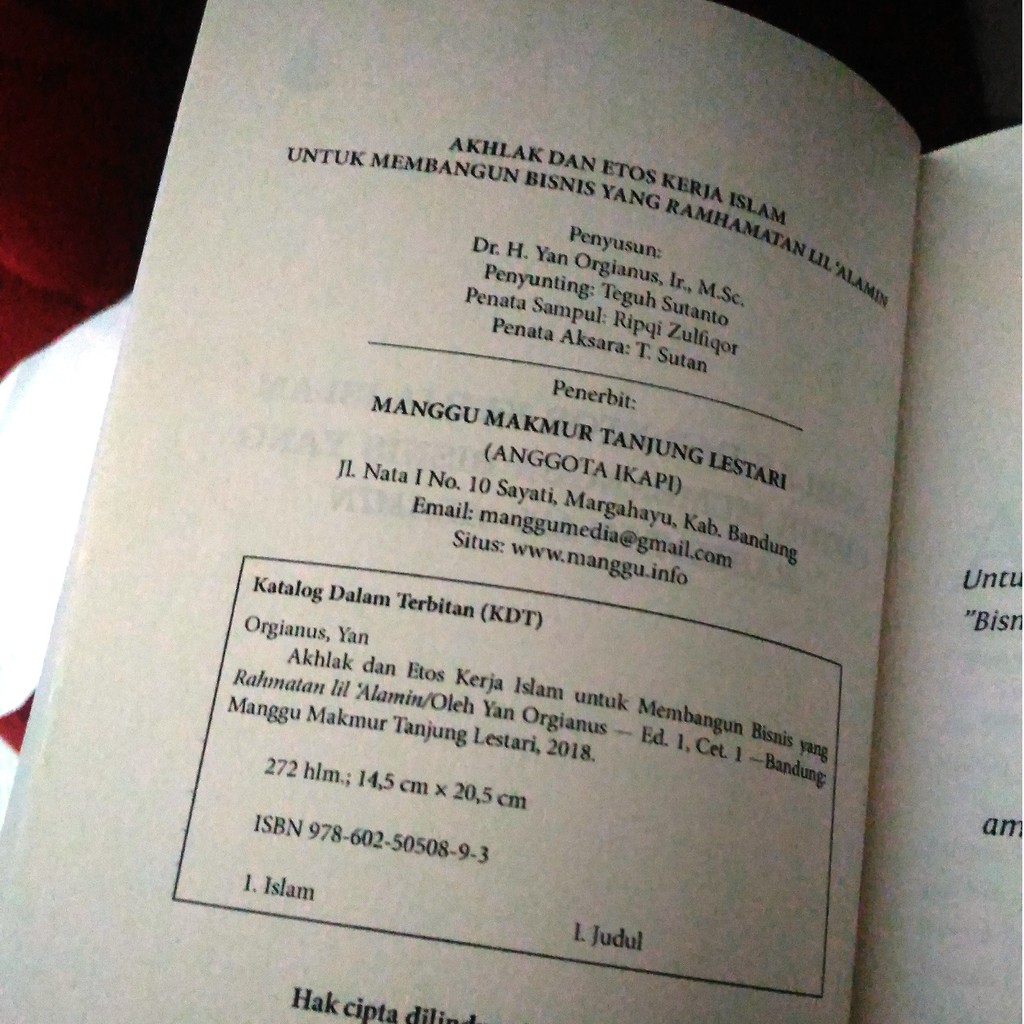 AKHLAK DAN ETOS KERJA ISLAM
UNTUK MEMBANGUN BISNIS YANG RAMHAMATAN LIL 'ALAMIN
Penyusun:
Dr. H. Yan Orgianus, Ir., M.Sc.
Penyunting: Teguh Sutanto
Penata Sampul: Ripqi Zulfiqor
Penata Aksara: T. Sutan
Penerbit:
MANGGU MAKMUR TANJUNG LESTARI
(ANGGOTA IKAPI)
Jl. Nata I No. 10 Sayati, Margahayu, Kab. Bandung
Email: manggumedia@gmail.com
Situs: www.manggu.info
Katalog Dalam Terbitan (KDT)
Orgianus, Yan
Akhlak dan Etos Kerja Islam untuk Membangun Bisnis yang
Rahmatan lil 'Alamin/Oleh Yan Orgianus — Ed. 1, Cet. 1 —Bandung:
Manggu Makmur Tanjung Lestari, 2018.
272 hlm.; 14,5 cm × 20,5 cm
ISBN 978-602-50508-9-3
1. Islam
I. Judul
Hak cipta
Untu
"Bisn
am